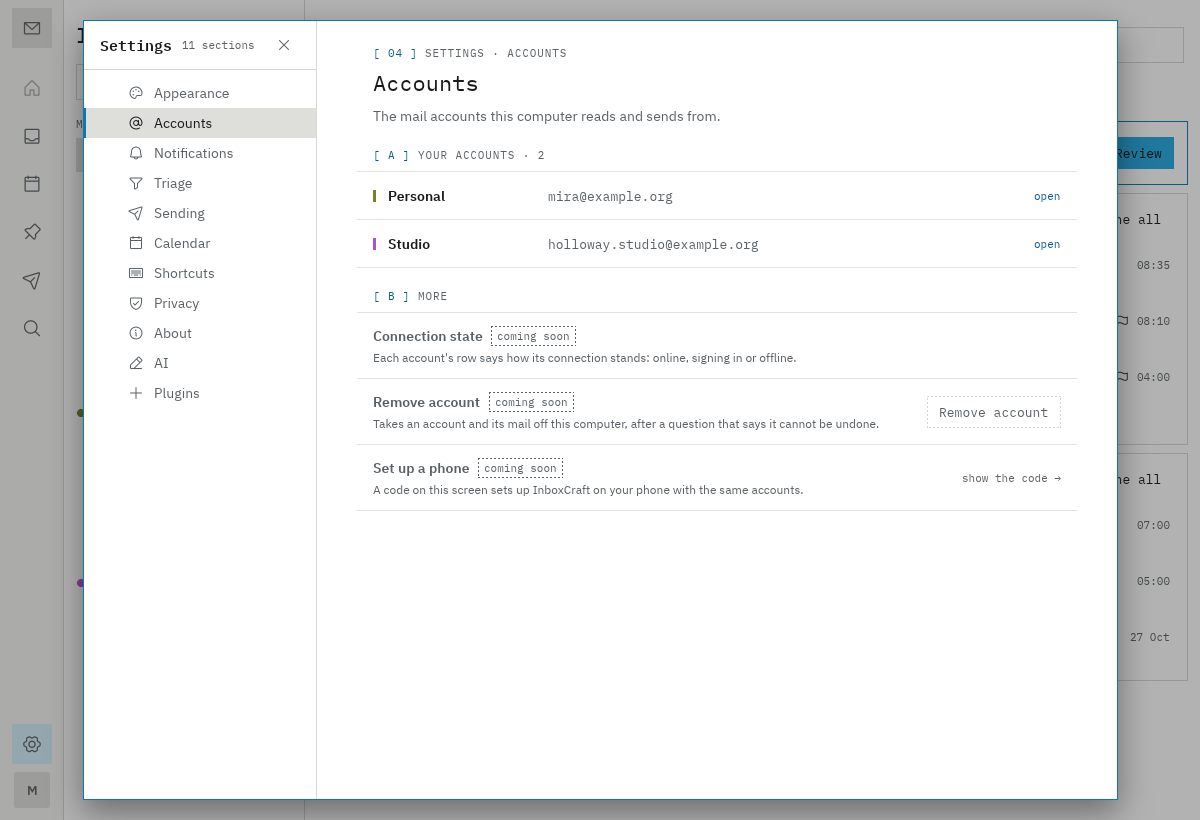 Settings 11 sections
Appearance
Accounts
Notifications
Triage
Sending
Calendar
Shortcuts
Privacy
About
AI
Plugins
M
[ 04 ] SETTINGS · ACCOUNTS
Accounts
The mail accounts this computer reads and sends from.
[ A ] YOUR ACCOUNTS · 2
Personal mira@example.org open
Studio holloway.studio@example.org open
[ B ] MORE
Connection state coming soon
Each account's row says how its connection stands: online, signing in or offline.
Remove account coming soon
Takes an account and its mail off this computer, after a question that says it cannot be undone.
Remove account
Set up a phone coming soon
A code on this screen sets up InboxCraft on your phone with the same accounts.
show the code →
Review
all
08:35
08:10
04:00
all
07:00
05:00
27 Oct